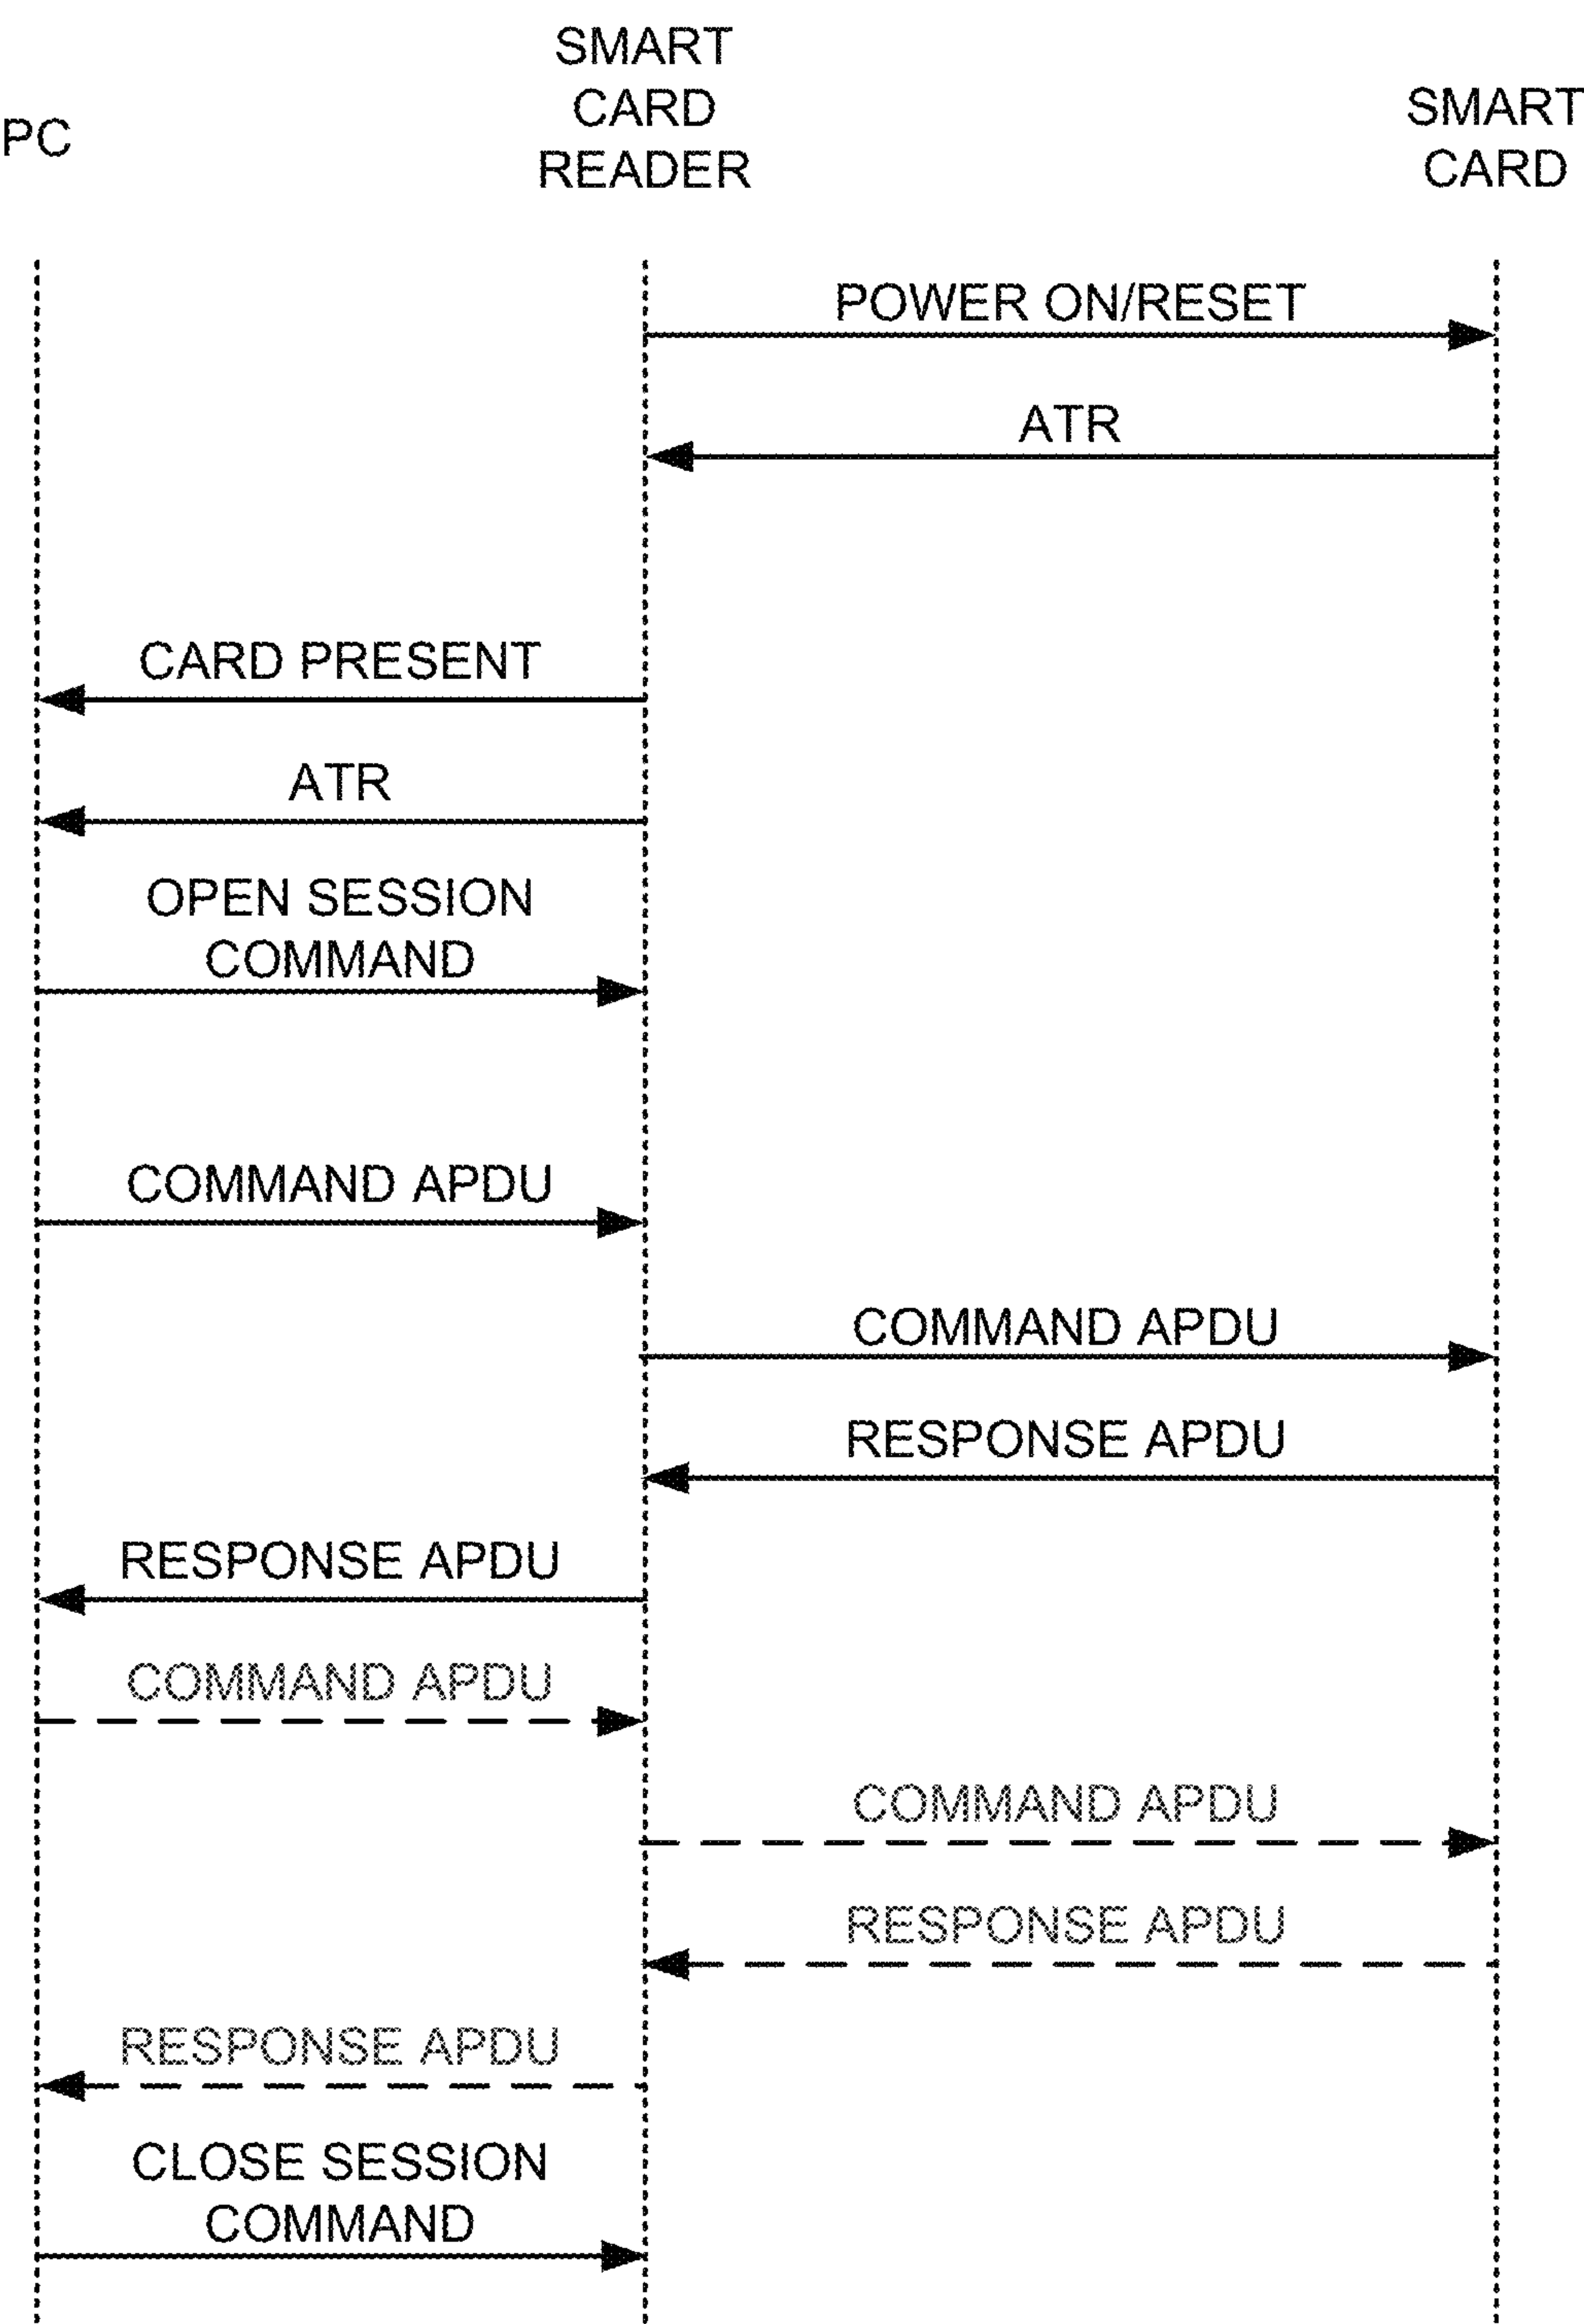 PC
SMART
CARD
READER
SMART
CARD
POWER ON/RESET
ATR
CARD PRESENT
ATR
OPEN SESSION
COMMAND
COMMAND APDU
COMMAND APDU
RESPONSE APDU
RESPONSE APDU
COMMAND APDU
COMMAND APDU
RESPONSE APDU
RESPONSE APDU
CLOSE SESSION
COMMAND